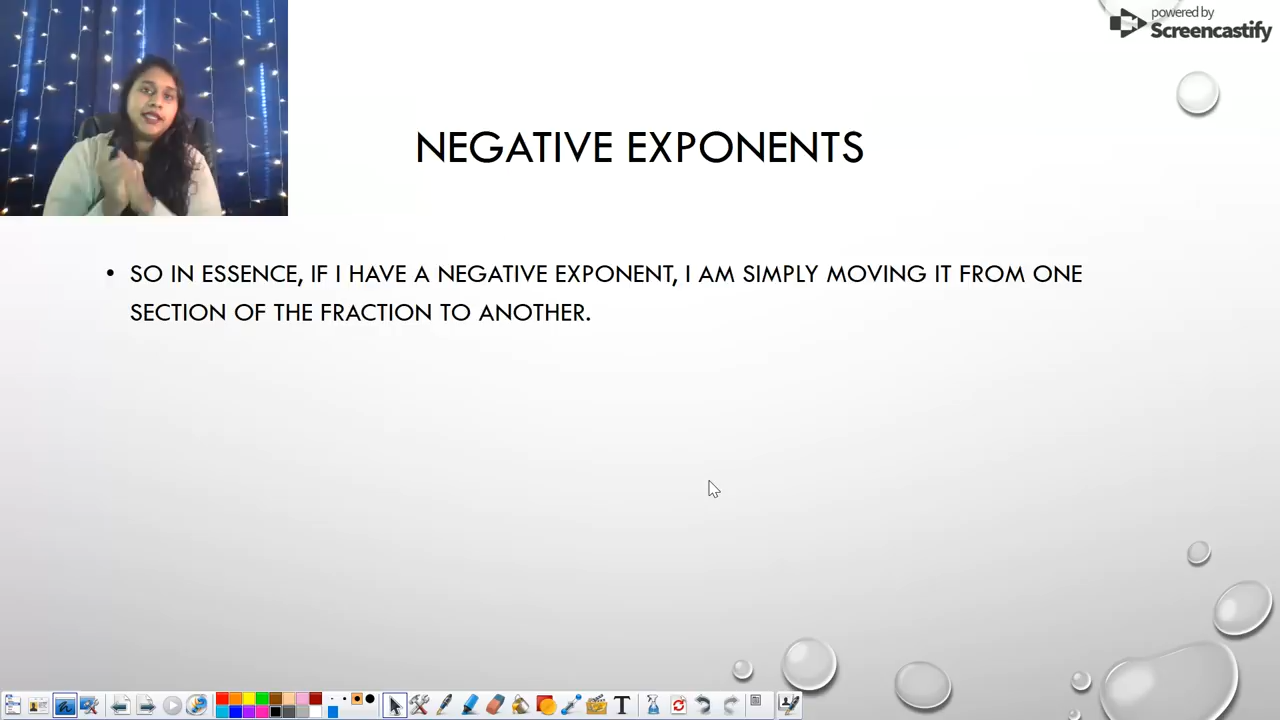 powered by
Screencastify
NEGATIVE EXPONENTS
• SO IN ESSENCE, IF I HAVE A NEGATIVE EXPONENT, I AM SIMPLY MOVING IT FROM ONE
SECTION OF THE FRACTION TO ANOTHER.
T